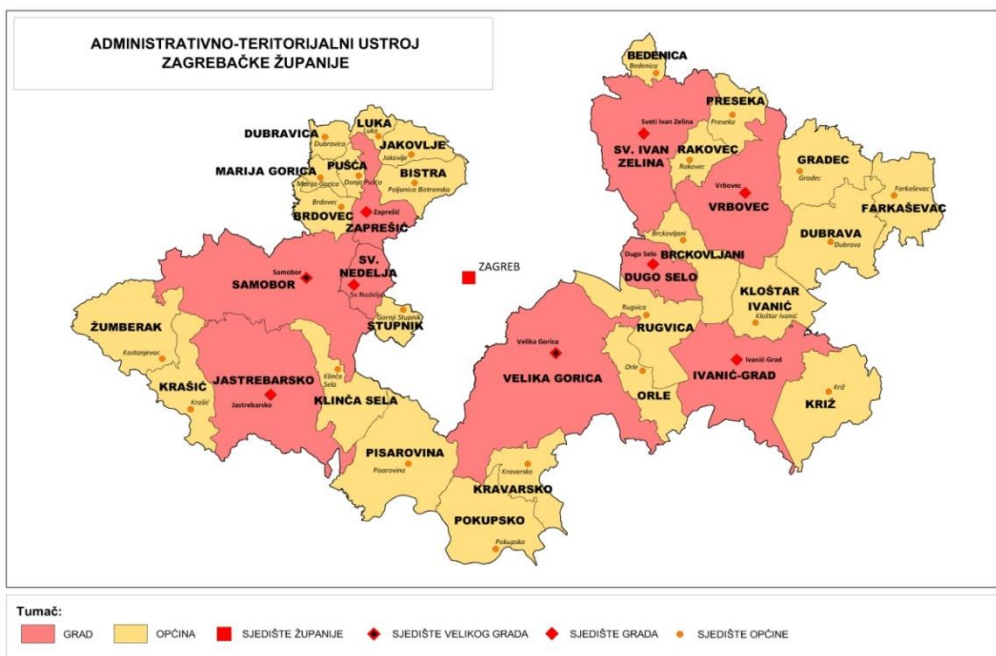 ADMINISTRATIVNO-TERITORIJALNI USTROJ
ZAGREBAČKE ŽUPANIJE
BEDENICA
Bedenica
PRESEKA
Preseka
Sveti Ivan Zelina
SV. IVAN
ZELINA
RAKOVEC
Rakovec
LUKA
Luka
DUBRAVICA
Dubravica
JAKOVLJE
Jakovlje
MARIJA GORICA
Marija Gorica
PUŠĆA
Donja Pušća
BISTRA
Poljanica Bistranska
Brdovec
BRDOVEC
Zaprešić
ZAPREŠIĆ
GRADEC
Gradec
Vrbovec
VRBOVEC
Farkaševac
FARKAŠEVAC
DUBRAVA
Dubrava
Brckovljani
BRCKOVLJANI
Dugo Selo
DUGO SELO
ZAGREB
SV.
NEDELJA
Sv.Nedelja
Samobor
SAMOBOR
Gornji Stupnik
STUPNIK
KLOŠTAR
IVANIĆ
Kloštar Ivanić
Rugvica
RUGVICA
ŽUMBERAK
Kostanjevac
Velika Gorica
VELIKA GORICA
Ivanić-Grad
IVANIĆ-GRAD
KRAŠIĆ
Krašić
JASTREBARSKO
Jastrebarsko
Klinča
Sela
KLINČA SELA
Orle
ORLE
Križ
KRIŽ
PISAROVINA
Pisarovina
Kravarsko
KRAVARSKO
POKUPSKO
Pokupsko
Tumač:
GRAD
OPĆINA
SJEDIŠTE ŽUPANIJE
SJEDIŠTE VELIKOG GRADA
SJEDIŠTE GRADA
SJEDIŠTE OPĆINE